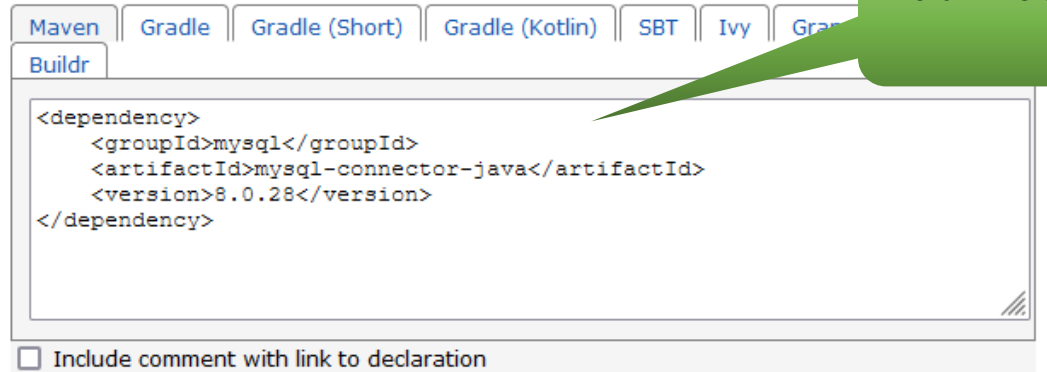 Maven Gradle Gradle (Short) Gradle (Kotlin) SBT Ivy
Buildr
<dependency>
    <groupId>mysql</groupId>
    <artifactId>mysql-connector-java</artifactId>
    <version>8.0.28</version>
</dependency>
Include comment with link to declaration